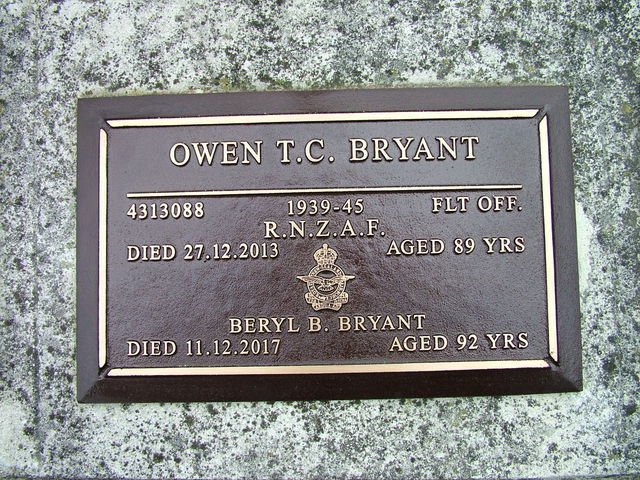 OWEN T.C. BRYANT
4313088 1939-45 FLT OFF.
R.N.Z.A.F.
DIED 27.12.2013 AGED 89 YRS
BERYL B. BRYANT
DIED 11.12.2017 AGED 92 YRS